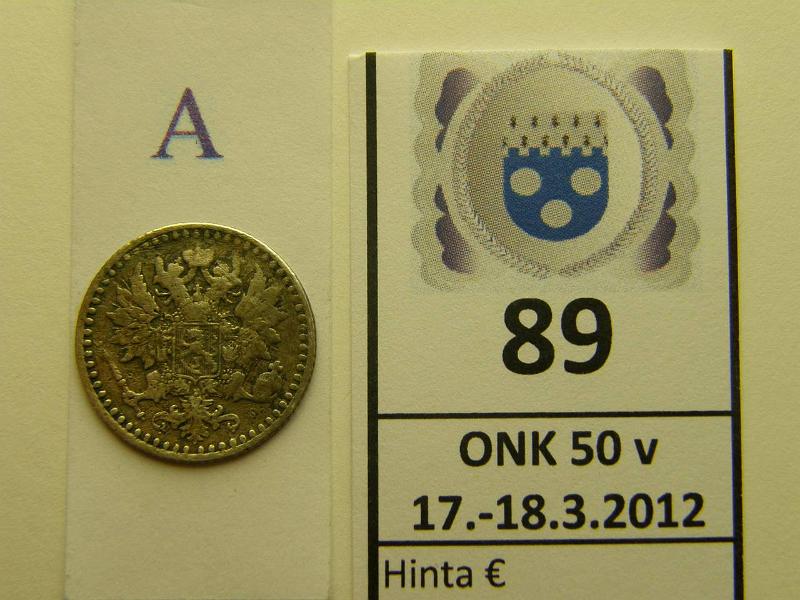 A
89
ONK 50 v
17.-18.3.2012
Hinta €